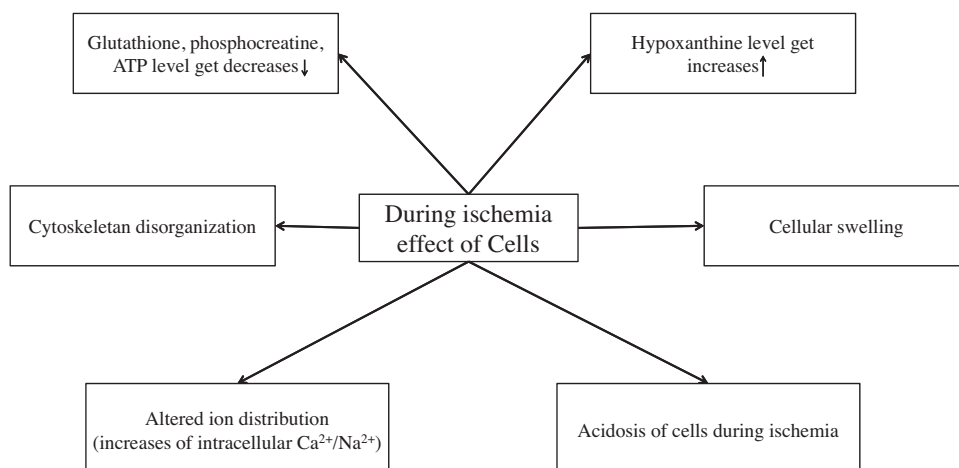 Glutathione, phosphocreatine,
ATP level get decreases↓
Hypoxanthine level get
increases↑
Cytoskeletan disorganization
During ischemia
effect of Cells
Cellular swelling
Altered ion distribution
(increases of intracellular Ca²⁺/Na²⁺)
Acidosis of cells during ischemia